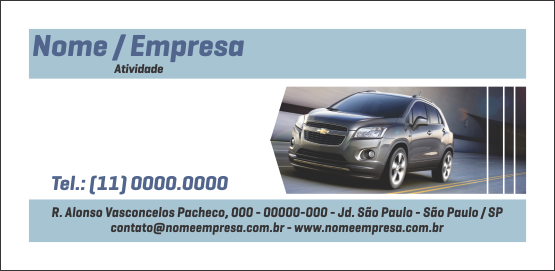 Nome / Empresa
Atividade
Tel.: (11) 0000.0000
R. Alonso Vasconcelos Pacheco, 000 - 00000-000 - Jd. São Paulo - São Paulo / SP
contato@nomeempresa.com.br - www.nomeempresa.com.br